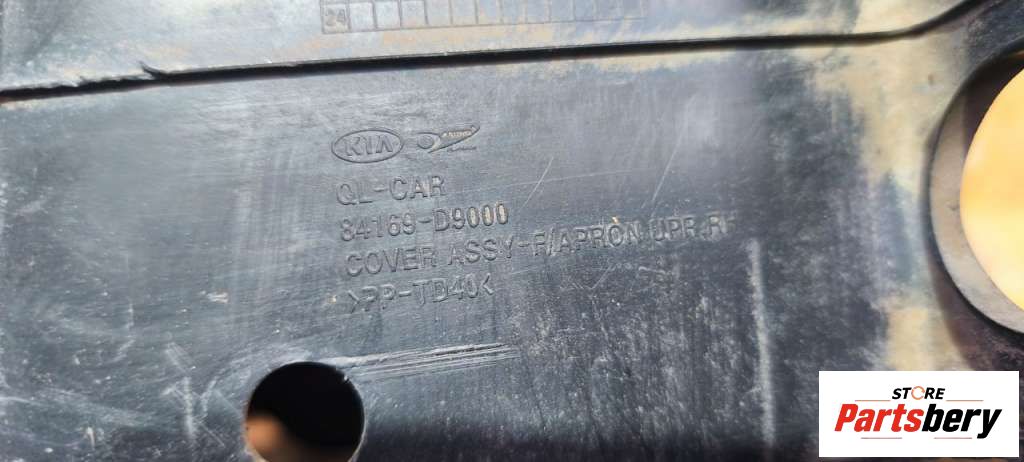 24
KIA
QL-CAR
84169-D9000
COVER ASSY-F/APRON UPR.RH
>PP-TD40<
STORE
Partsbery